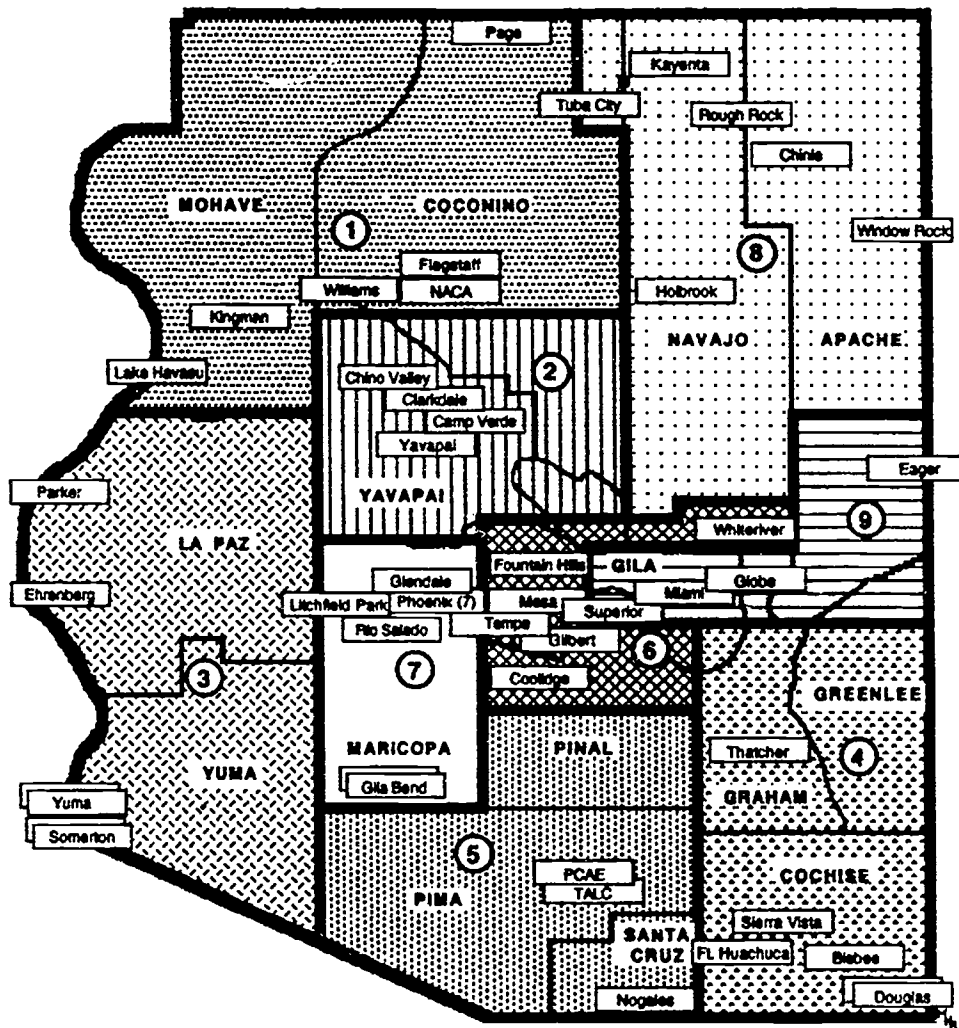 Page
Kayenta
Tuba City
Rough Rock
Chinle
MOHAVE
COCONINO
1
Window Rock
8
Flagstaff
Williams
NACA
Holbrook
Kingman
NAVAJO
APACHE
Lake Havasu
2
Chino Valley
Clarkdale
Camp Verde
Yavapai
Eager
Parker
YAVAPAI
9
Whiteriver
LA PAZ
Fountain Hills
GILA
Glendale
Globe
Ehrenberg
Litchfield Park
Phoenix (7)
Mesa
Miami
Superior
Rio Salado
Tempe
Gilbert
6
3
7
Coolidge
GREENLEE
MARICOPA
PINAL
Thatcher
4
YUMA
Gila Bend
GRAHAM
Yuma
Somerton
5
PCAE
COCHISE
TALC
PIMA
Sierra Vista
SANTA
CRUZ
Ft. Huachuca
Bisbee
Nogales
Douglas